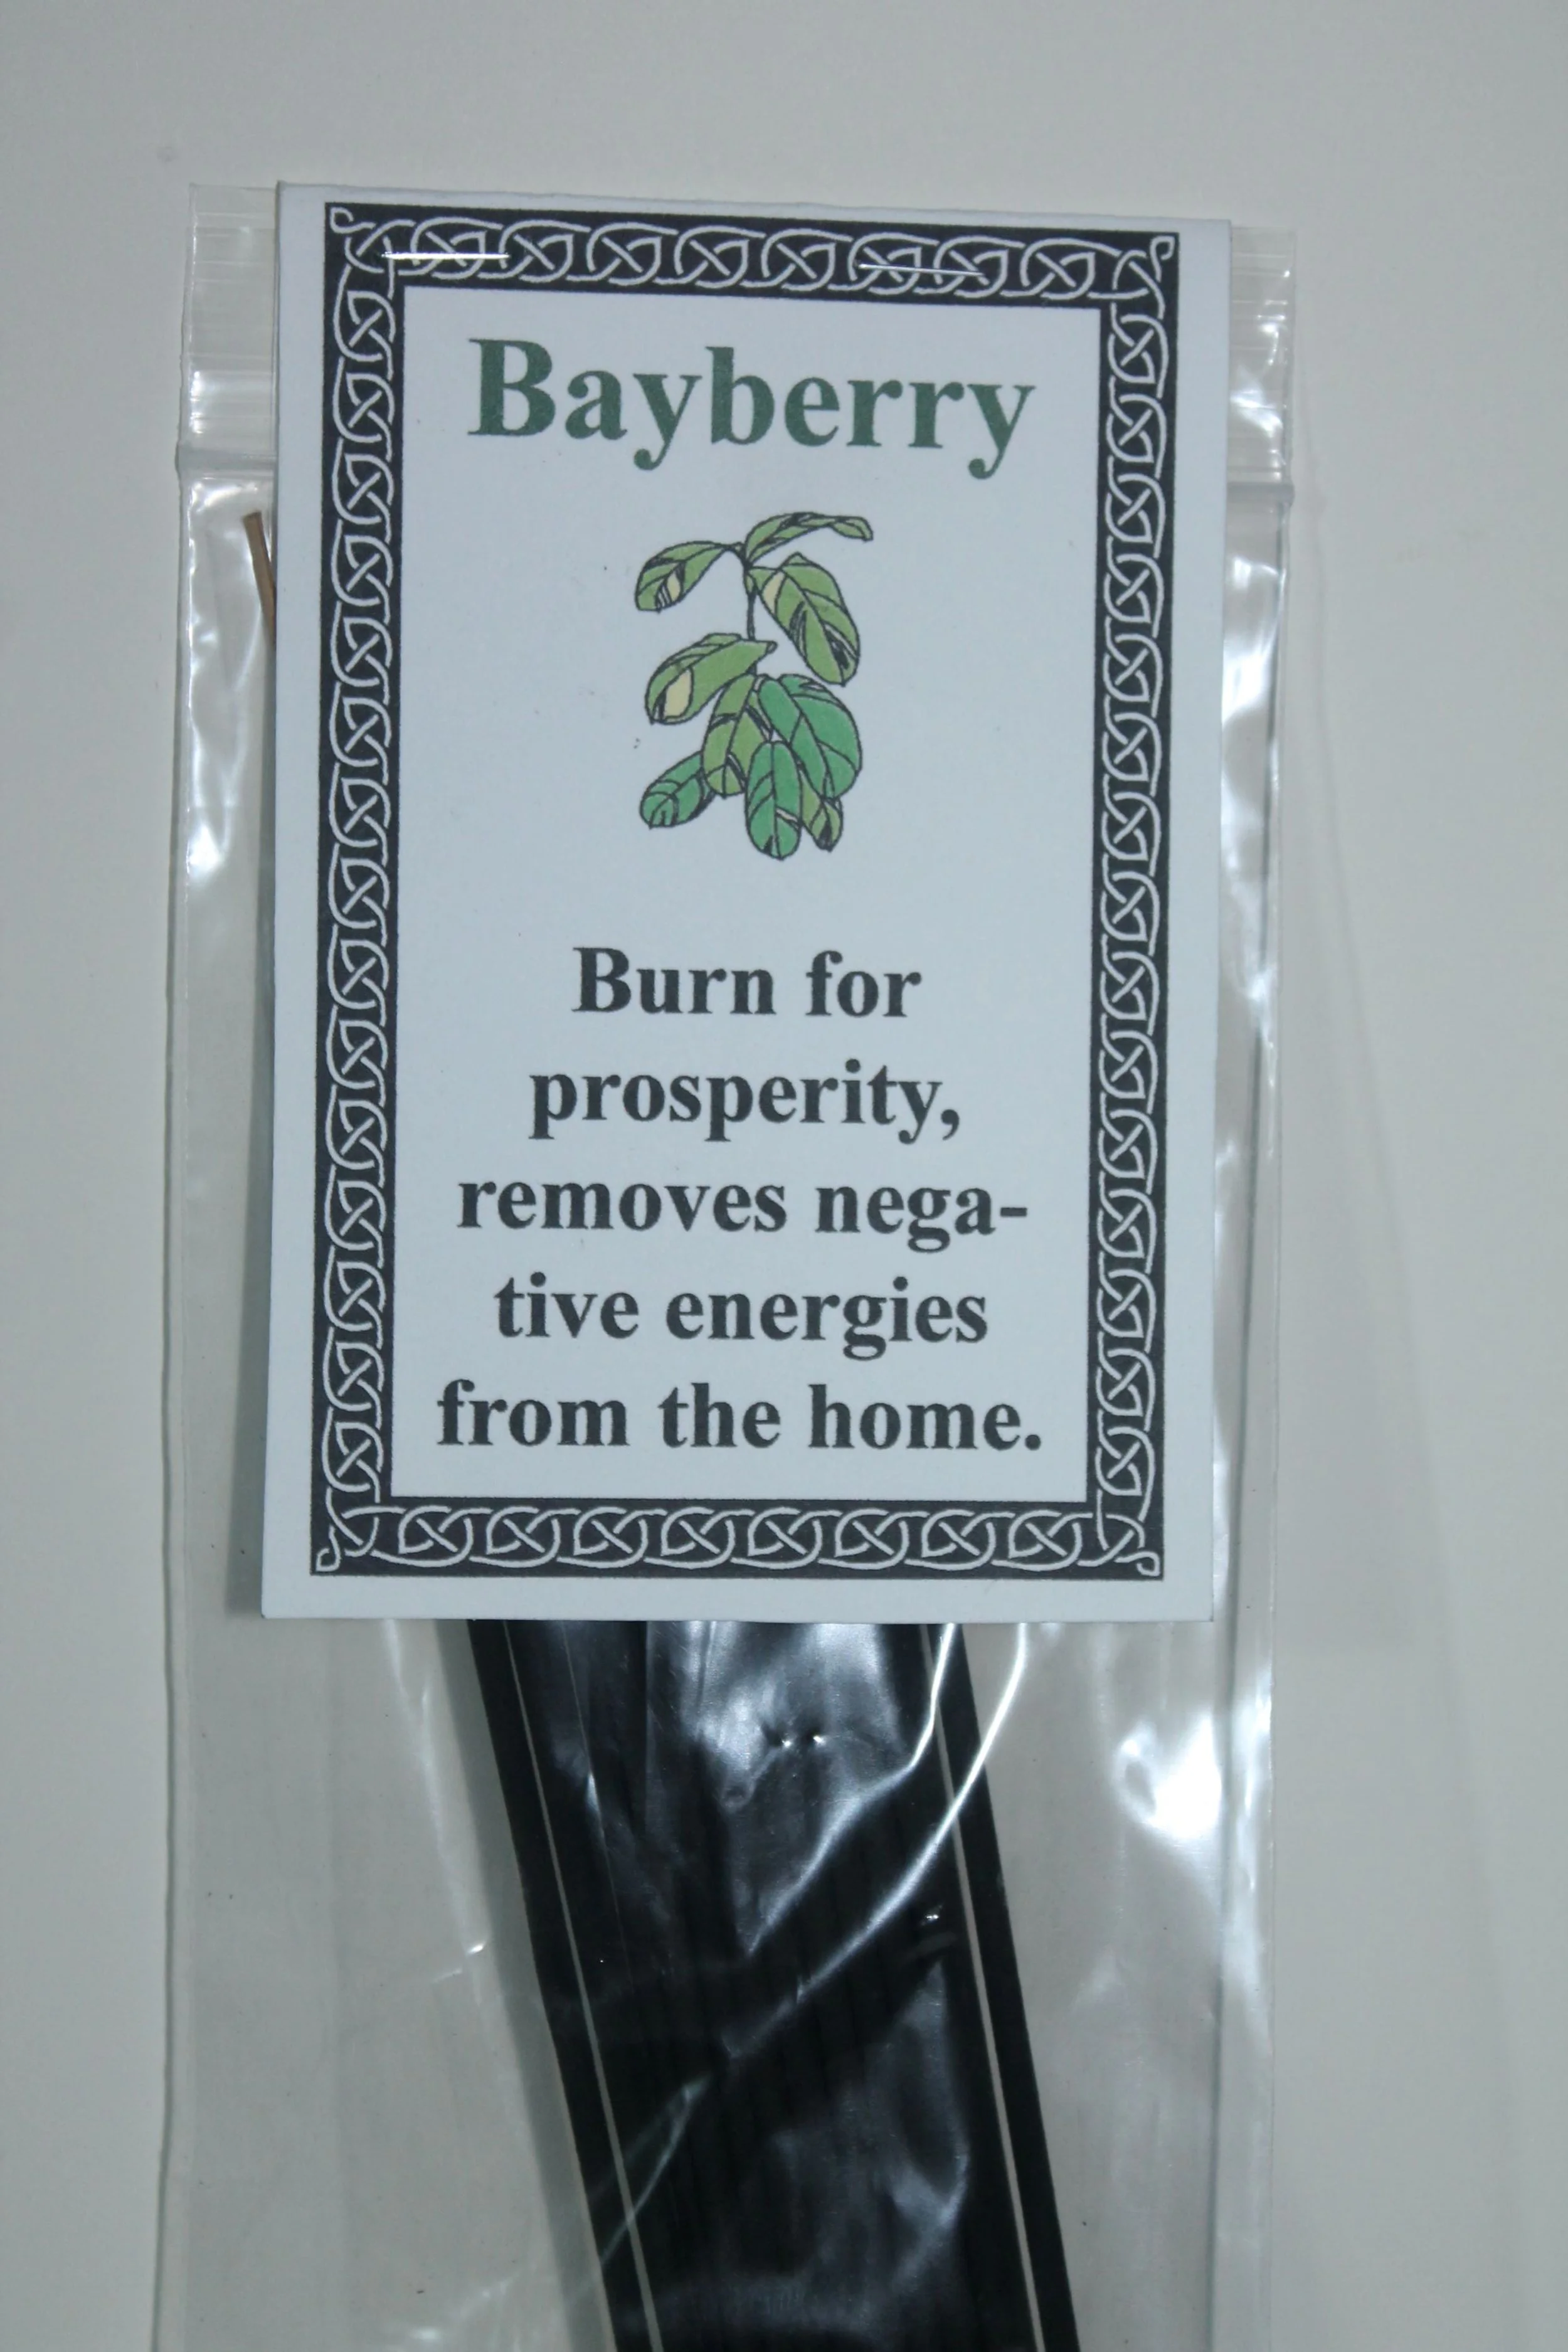 Bayberry
Burn for
prosperity,
removes nega-
tive energies
from the home.